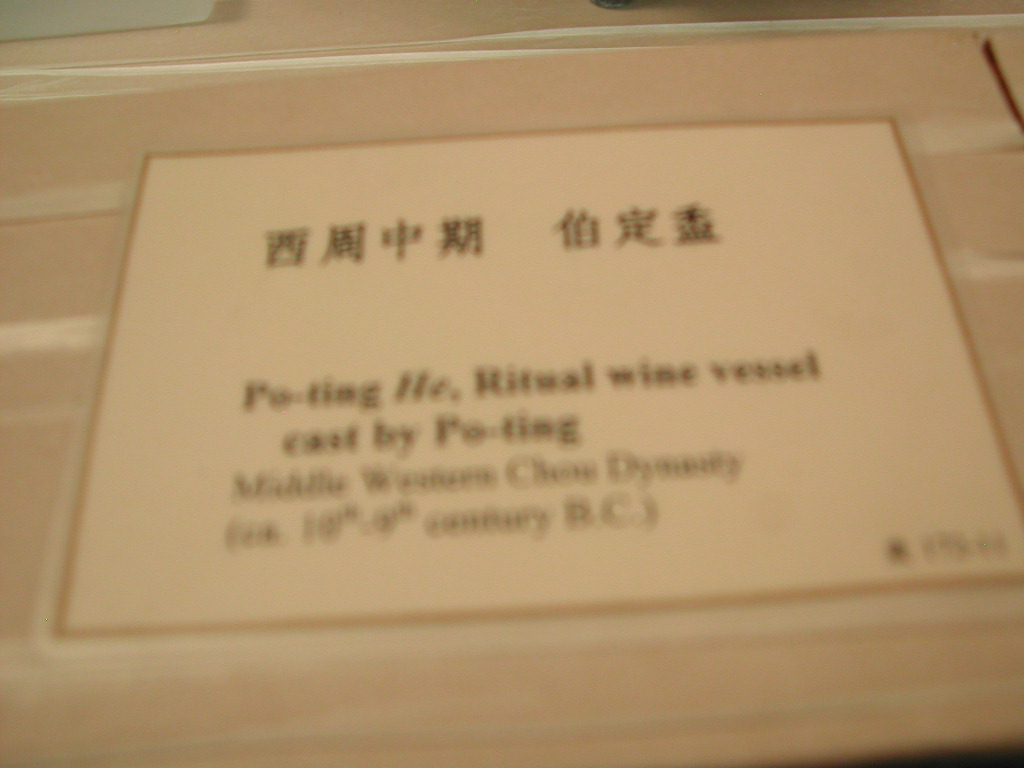 西周中期 伯定盉
Po-ting He, Ritual wine vessel
cast by Po-ting
Middle Western Chou Dynasty
(ca. 10th-9th century B.C.)